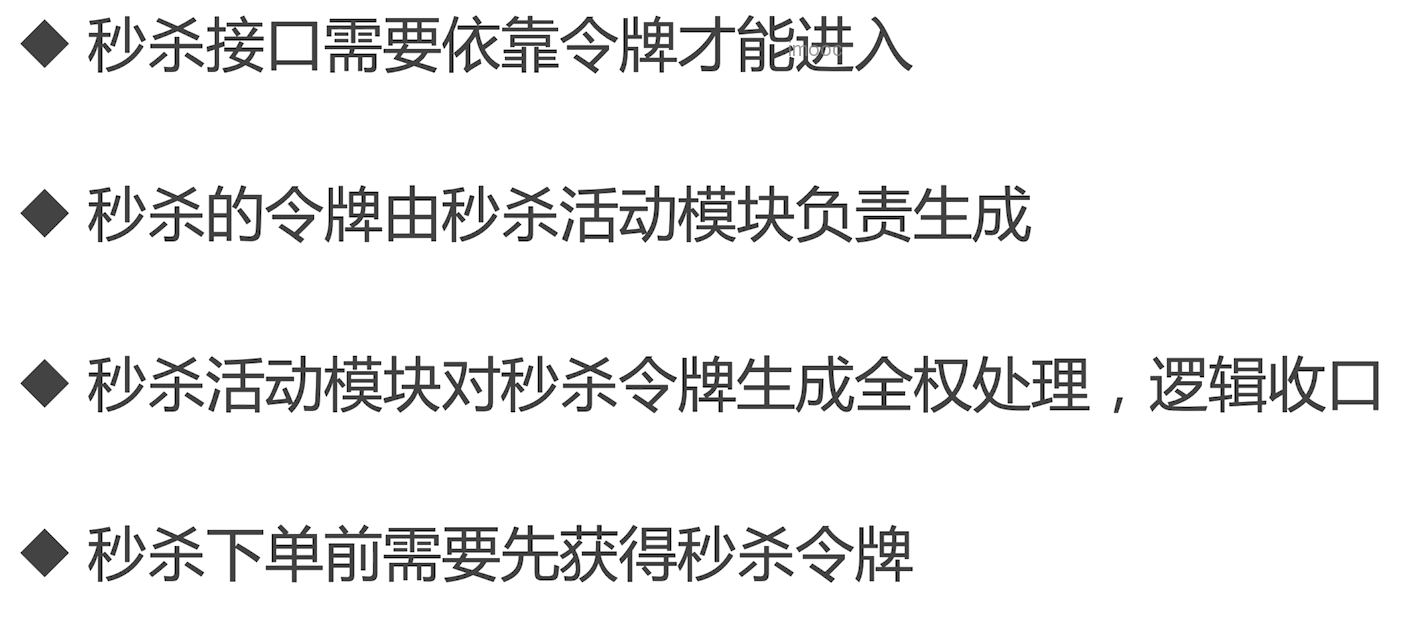 ◆ 秒杀接口需要依靠令牌才能进入
imooc
◆ 秒杀的令牌由秒杀活动模块负责生成
◆ 秒杀活动模块对秒杀令牌生成全权处理，逻辑收口
◆ 秒杀下单前需要先获得秒杀令牌